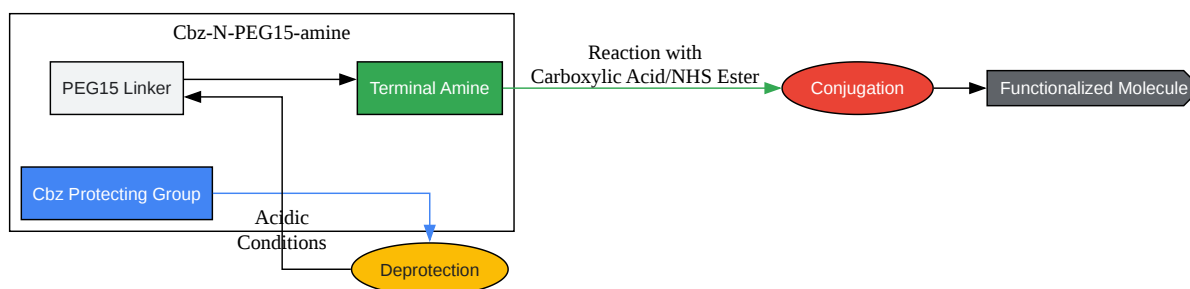 Cbz-N-PEG15-amine
PEG15 Linker
Terminal Amine
Reaction with
Carboxylic Acid/NHS Ester
Conjugation
Functionalized Molecule
Cbz Protecting Group
Acidic
Conditions
Deprotection